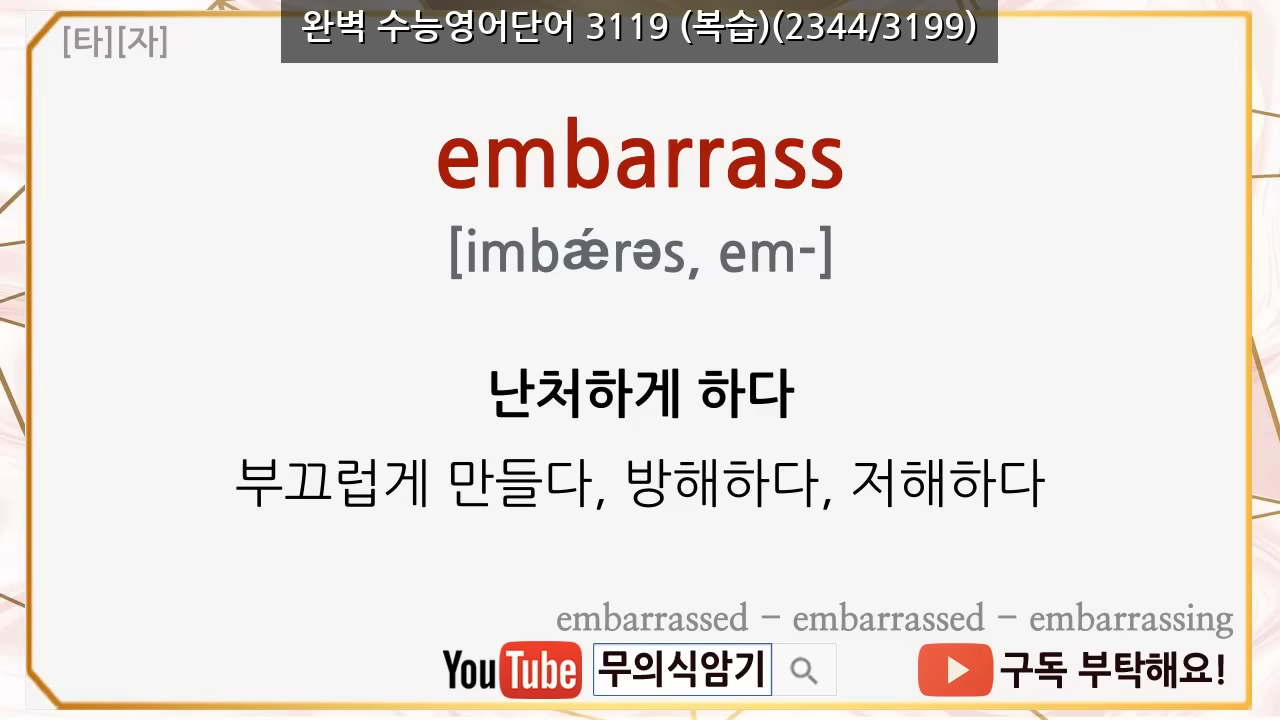 완벽 수능영어단어 3119 (복습)(2344/3199)
[타][자]
embarrass
[imbǽrəs, em-]
난처하게 하다
부끄럽게 만들다, 방해하다, 저해하다
embarrassed - embarrassed - embarrassing
YouTube 무의식암기 구독 부탁해요!